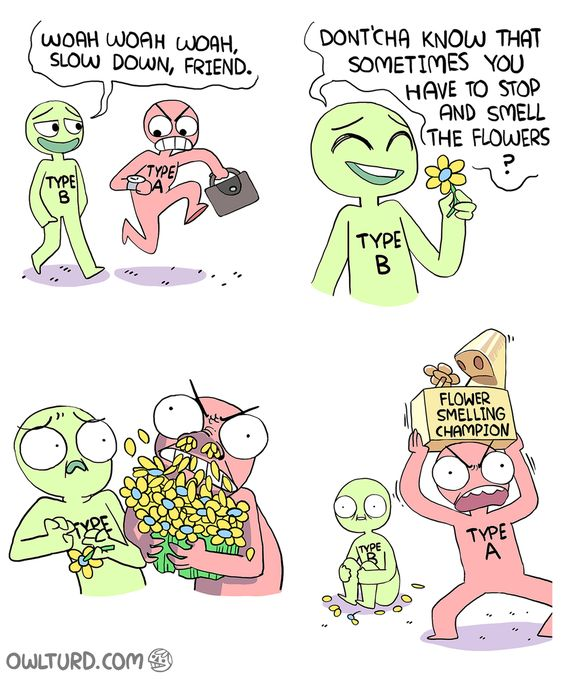 WOAH WOAH WOAH,
SLOW DOWN, FRIEND.
TYPE
B
TYPE
A
DONT'CHA KNOW THAT
SOMETIMES YOU
HAVE TO STOP
AND SMELL
THE FLOWERS
?
TYPE
B
TYPE
FLOWER
SMELLING
CHAMPION
TYPE
B
TYPE
A
OWLTURD.COM